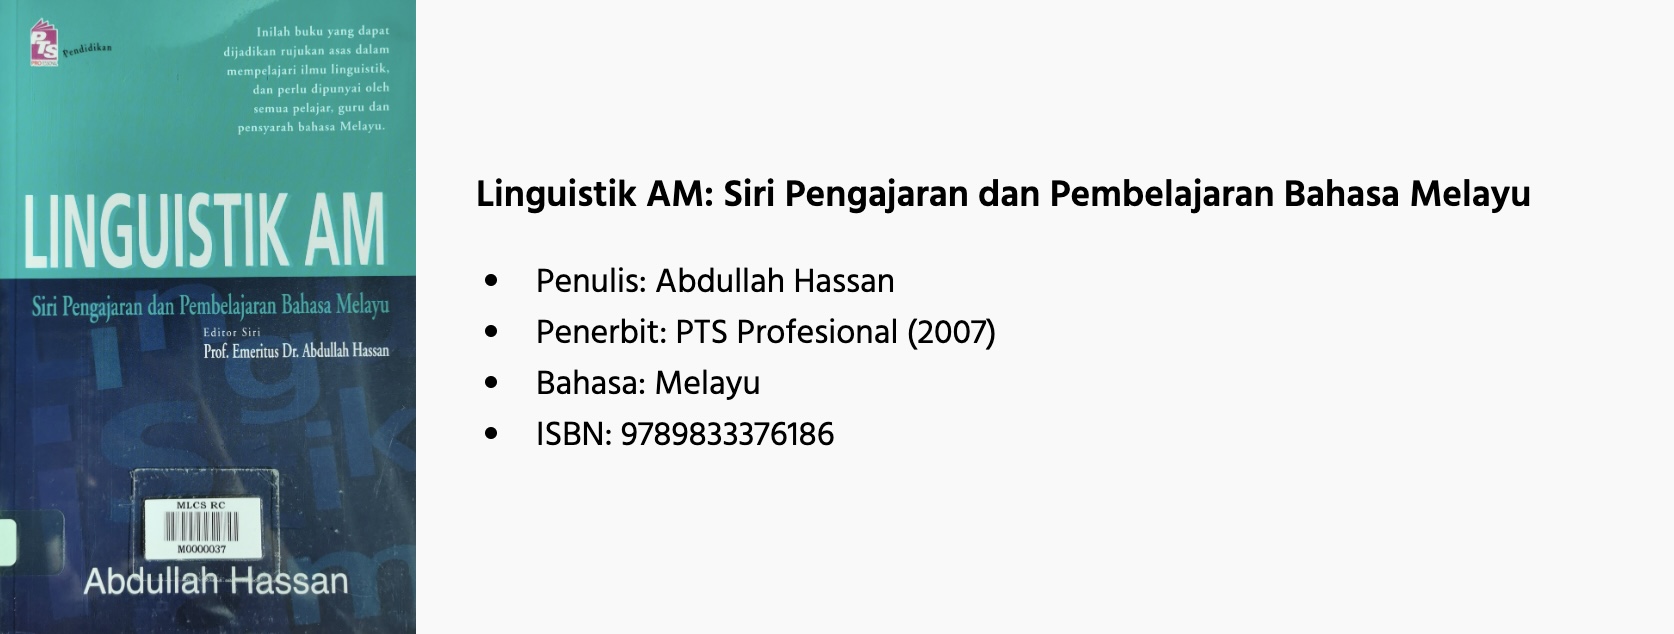 PTS
PROFESIONAL
Pendidikan
Inilah buku yang dapat
dijadikan rujukan asas dalam
mempelajari ilmu linguistik,
dan perlu dipunyai oleh
semua pelajar, guru dan
pensyarah bahasa Melayu.
LINGUISTIK AM
Siri Pengajaran dan Pembelajaran Bahasa Melayu
Editor Siri
Prof. Emeritus Dr. Abdullah Hassan
MLCS RC
M0000037
Abdullah Hassan
Linguistik AM: Siri Pengajaran dan Pembelajaran Bahasa Melayu
• Penulis: Abdullah Hassan
• Penerbit: PTS Profesional (2007)
• Bahasa: Melayu
• ISBN: 9789833376186